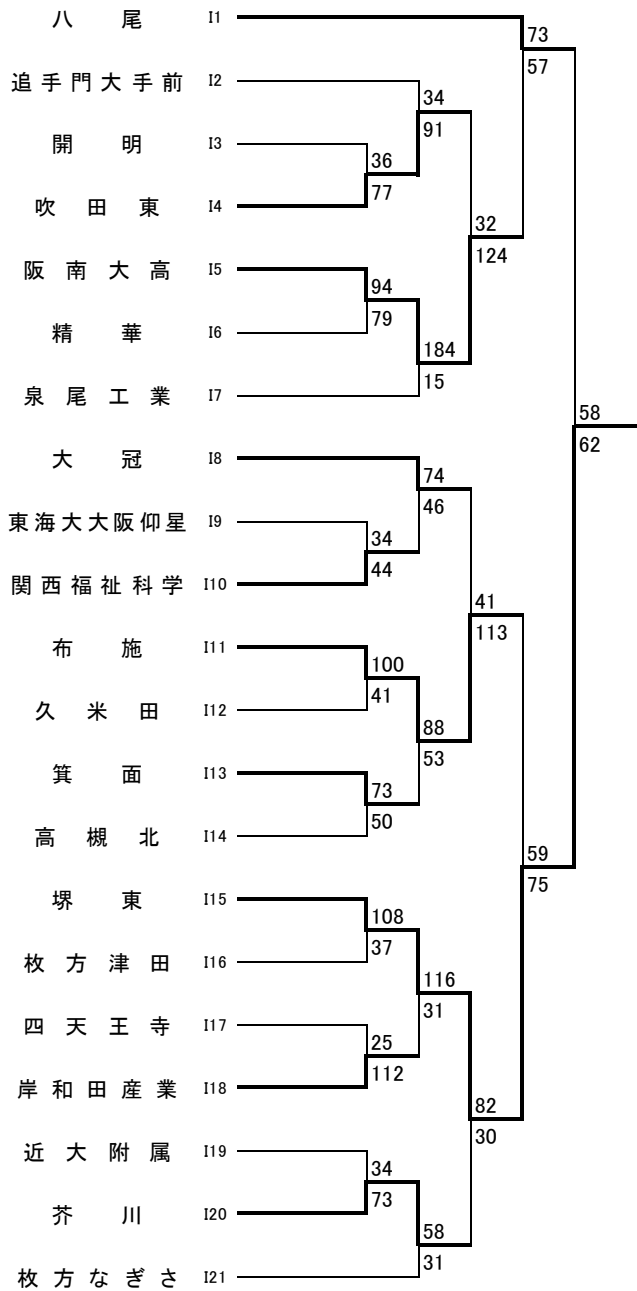 八尾 I1
73
57
追手門大手前 I2
34
91
開明 I3
36
77
吹田東 I4
32
124
阪南大高 I5
94
79
精華 I6
184
15
泉尾工業 I7
58
62
大冠 I8
74
46
東海大大阪仰星 I9
34
44
関西福祉科学 I10
41
113
布施 I11
100
41
久米田 I12
88
53
箕面 I13
73
50
高槻北 I14
59
75
堺東 I15
108
37
枚方津田 I16
116
31
四天王寺 I17
25
112
岸和田産業 I18
82
30
近大附属 I19
34
73
芥川 I20
58
31
枚方なぎさ I21